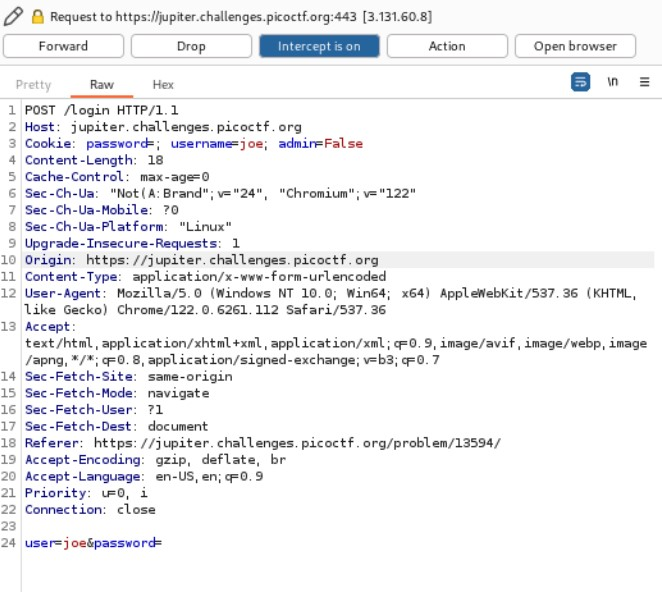 Request to https://jupiter.challenges.picoctf.org:443 [3.131.60.8]
Forward Drop Intercept is on Action Open browser
Pretty Raw Hex \n
1 POST /login HTTP/1.1
2 Host: jupiter.challenges.picoctf.org
3 Cookie: password=; username=joe; admin=False
4 Content-Length: 18
5 Cache-Control: max-age=0
6 Sec-Ch-Ua: "Not(A:Brand";v="24", "Chromium";v="122"
7 Sec-Ch-Ua-Mobile: ?0
8 Sec-Ch-Ua-Platform: "Linux"
9 Upgrade-Insecure-Requests: 1
10 Origin: https://jupiter.challenges.picoctf.org
11 Content-Type: application/x-www-form-urlencoded
12 User-Agent: Mozilla/5.0 (Windows NT 10.0; Win64; x64) AppleWebKit/537.36 (KHTML,
like Gecko) Chrome/122.0.6261.112 Safari/537.36
13 Accept:
text/html,application/xhtml+xml,application/xml;q=0.9,image/avif,image/webp,image
/apng,*/*;q=0.8,application/signed-exchange;v=b3;q=0.7
14 Sec-Fetch-Site: same-origin
15 Sec-Fetch-Mode: navigate
16 Sec-Fetch-User: ?1
17 Sec-Fetch-Dest: document
18 Referer: https://jupiter.challenges.picoctf.org/problem/13594/
19 Accept-Encoding: gzip, deflate, br
20 Accept-Language: en-US,en;q=0.9
21 Priority: u=0, i
22 Connection: close
23
24 user=joe&password=